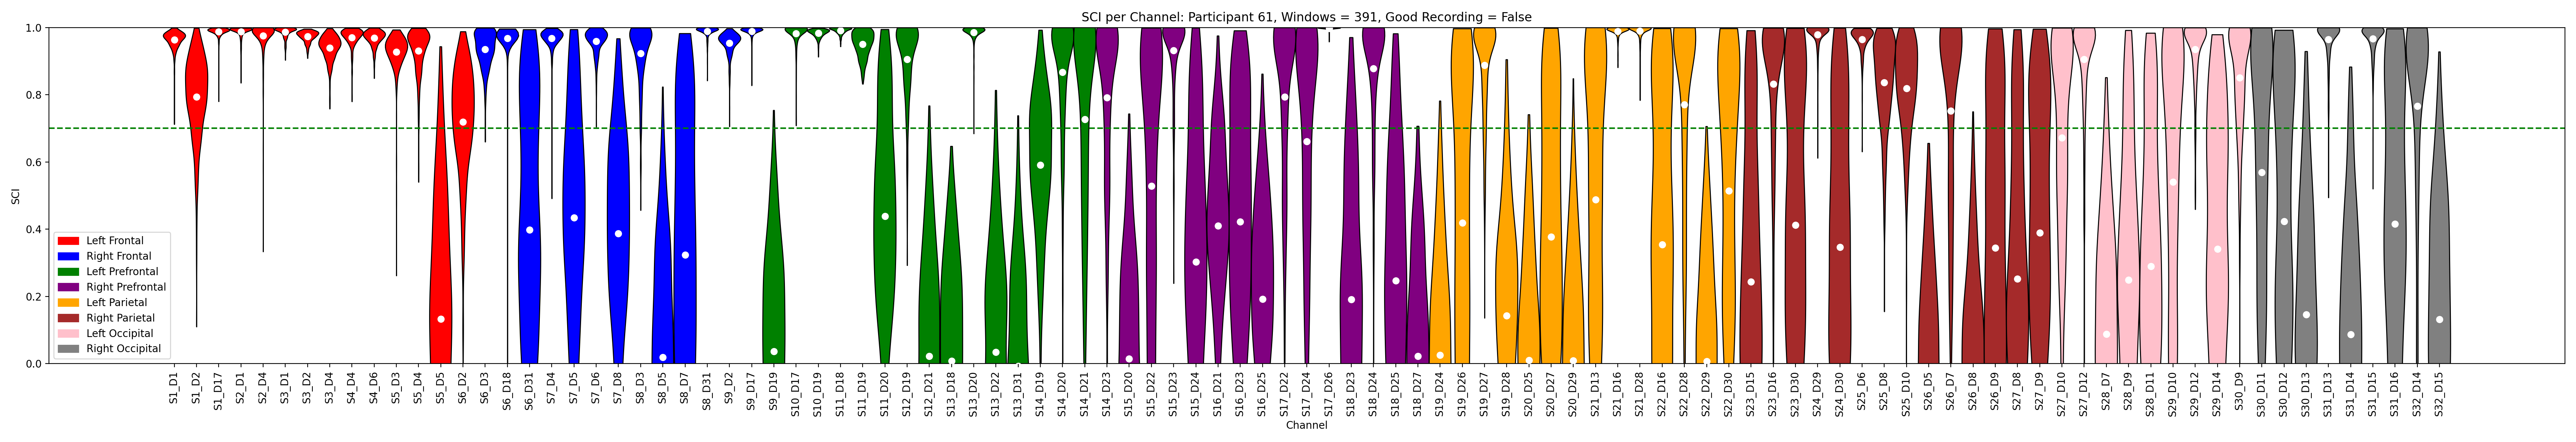 SCI per Channel: Participant 61, Windows = 391, Good Recording = False
1.0
0.8
0.6
0.4
0.2
0.0
SCI
Left Frontal
Right Frontal
Left Prefrontal
Right Prefrontal
Left Parietal
Right Parietal
Left Occipital
Right Occipital
S1_D1
S1_D2
S1_D17
S2_D1
S2_D4
S3_D1
S3_D2
S3_D4
S4_D4
S4_D6
S5_D3
S5_D4
S5_D5
S6_D2
S6_D3
S6_D18
S6_D31
S7_D4
S7_D5
S7_D6
S7_D8
S8_D3
S8_D5
S8_D7
S8_D31
S9_D2
S9_D17
S9_D19
S10_D17
S10_D19
S11_D18
S11_D19
S11_D20
S12_D19
S12_D21
S13_D18
S13_D20
S13_D22
S13_D31
S14_D19
S14_D20
S14_D21
S14_D23
S15_D20
S15_D22
S15_D23
S15_D24
S16_D21
S16_D23
S16_D25
S17_D22
S17_D24
S17_D26
S18_D23
S18_D24
S18_D25
S18_D27
S19_D24
S19_D26
S19_D27
S19_D28
S20_D25
S20_D27
S20_D29
S21_D13
S21_D16
S21_D28
S22_D16
S22_D28
S22_D29
S22_D30
S23_D15
S23_D16
S23_D30
S24_D29
S24_D30
S25_D6
S25_D8
S25_D10
S26_D5
S26_D7
S26_D8
S26_D9
S27_D8
S27_D9
S27_D10
S27_D12
S28_D7
S28_D9
S28_D11
S29_D10
S29_D12
S29_D14
S30_D9
S30_D11
S30_D12
S30_D13
S31_D13
S31_D14
S31_D15
S31_D16
S32_D14
S32_D15
Channel